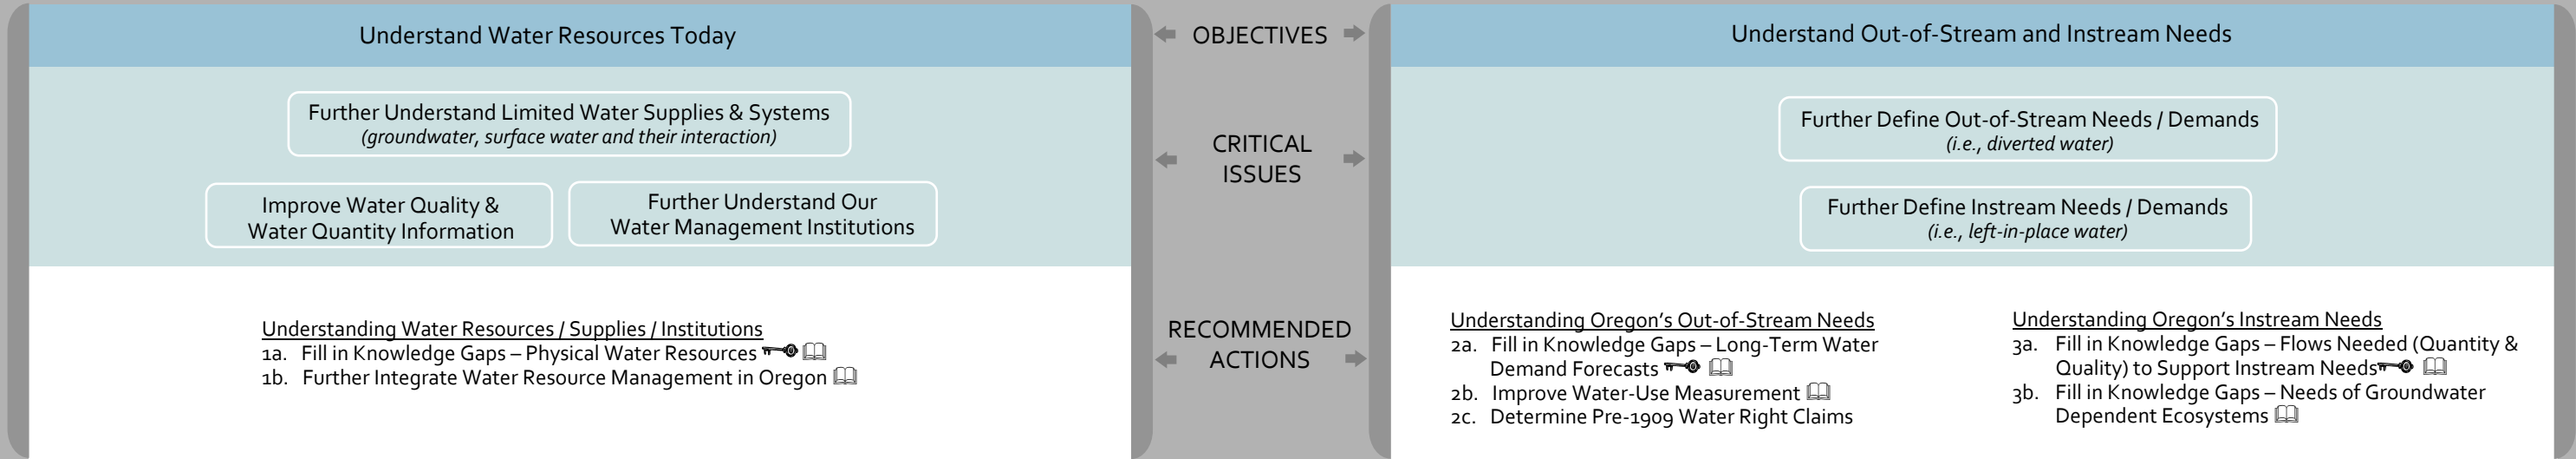 Understand Water Resources Today
Further Understand Limited Water Supplies & Systems
(groundwater, surface water and their interaction)
Improve Water Quality &
Water Quantity Information
Further Understand Our
Water Management Institutions
Understanding Water Resources / Supplies / Institutions
1a. Fill in Knowledge Gaps – Physical Water Resources
1b. Further Integrate Water Resource Management in Oregon
OBJECTIVES
CRITICAL
ISSUES
RECOMMENDED
ACTIONS
Understand Out-of-Stream and Instream Needs
Further Define Out-of-Stream Needs / Demands
(i.e., diverted water)
Further Define Instream Needs / Demands
(i.e., left-in-place water)
Understanding Oregon’s Out-of-Stream Needs
2a. Fill in Knowledge Gaps – Long-Term Water
Demand Forecasts
2b. Improve Water-Use Measurement
2c. Determine Pre-1909 Water Right Claims
Understanding Oregon’s Instream Needs
3a. Fill in Knowledge Gaps – Flows Needed (Quantity &
Quality) to Support Instream Needs
3b. Fill in Knowledge Gaps – Needs of Groundwater
Dependent Ecosystems